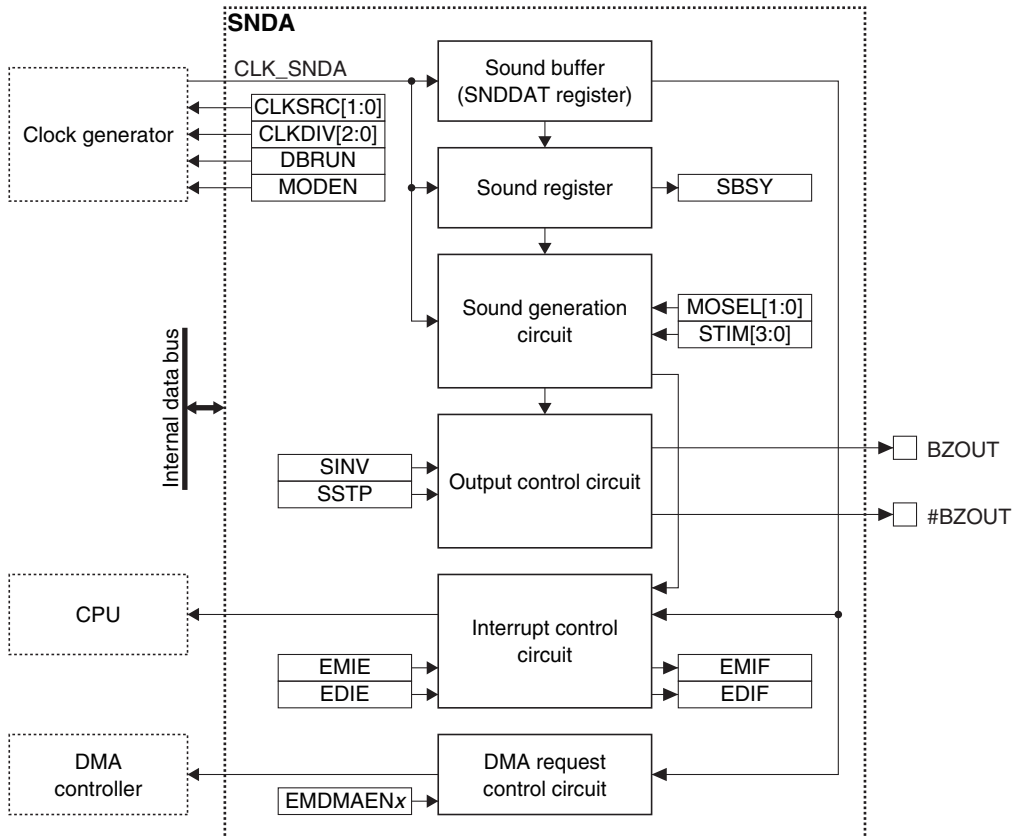 SNDA
CLK_SNDA
Sound buffer
(SNDDAT register)
Clock generator
CLKSRC[1:0]
CLKDIV[2:0]
DBRUN
MODEN
Sound register
SBSY
Sound generation
circuit
MOSEL[1:0]
STIM[3:0]
Internal data bus
SINV
SSTP
Output control circuit
BZOUT
#BZOUT
CPU
Interrupt control
circuit
EMIE
EDIE
EMIF
EDIF
DMA
controller
DMA request
control circuit
EMDMAENx